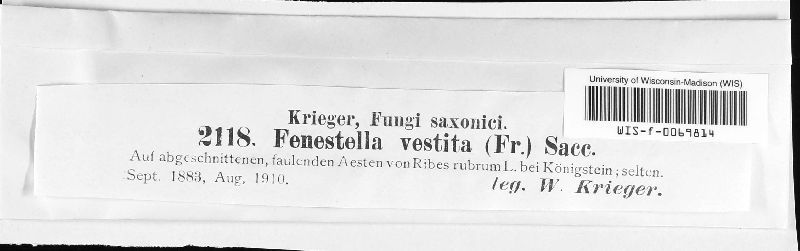 University of Wisconsin-Madison (WIS)
WIS-f-0069814
Krieger, Fungi saxonici.
2118. Fenestella vestita (Fr.) Sacc.
Auf abgeschnittenen, faulenden Aesten von Ribes rubrum L. bei Königstein; selten.
Sept. 1883, Aug. 1910.
leg. W. Krieger.